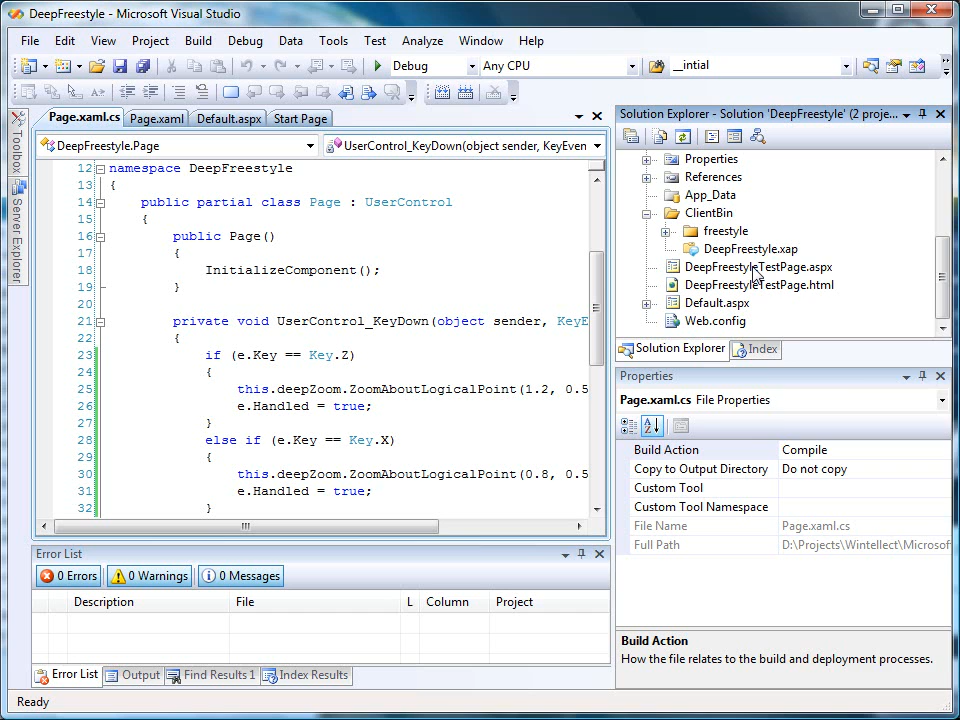 DeepFreestyle - Microsoft Visual Studio
File Edit View Project Build Debug Data Tools Test Analyze Window Help
Debug Any CPU __intial
Page.xaml.cs Page.xaml Default.aspx Start Page
DeepFreestyle.Page UserControl_KeyDown(object sender, KeyEven
12 namespace DeepFreestyle
13 {
14 public partial class Page : UserControl
15 {
16 public Page()
17 {
18 InitializeComponent();
19 }
20
21 private void UserControl_KeyDown(object sender, KeyE
22 {
23 if (e.Key == Key.Z)
24 {
25 this.deepZoom.ZoomAboutLogicalPoint(1.2, 0.5
26 e.Handled = true;
27 }
28 else if (e.Key == Key.X)
29 {
30 this.deepZoom.ZoomAboutLogicalPoint(0.8, 0.5
31 e.Handled = true;
32 }
Toolbox
Server Explorer
Solution Explorer - Solution 'DeepFreestyle' (2 proje...
Properties
References
App_Data
ClientBin
freestyle
DeepFreestyle.xap
DeepFreestyleTestPage.aspx
DeepFreestyleTestPage.html
Default.aspx
Web.config
Solution Explorer Index
Properties
Page.xaml.cs File Properties
Build Action Compile
Copy to Output Directory Do not copy
Custom Tool
Custom Tool Namespace
File Name Page.xaml.cs
Full Path D:\Projects\Wintellect\Microsof
Build Action
How the file relates to the build and deployment processes.
Error List
0 Errors 0 Warnings 0 Messages
Description File L Column Project
Error List Output Find Results 1 Index Results
Ready